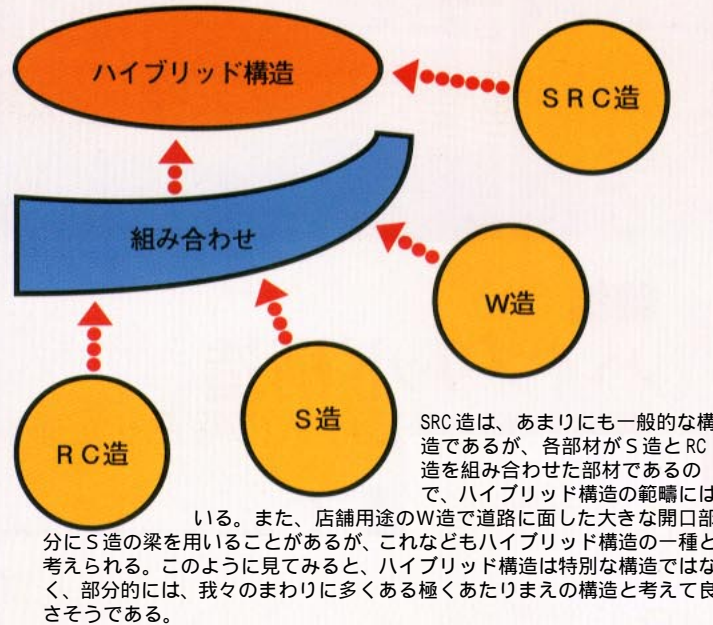 ハイブリッド構造
SRC造
組み合わせ
W造
S造
RC造
SRC造は、あまりにも一般的な構
造であるが、各部材がS造とRC
造を組み合わせた部材であるの
で、ハイブリッド構造の範疇には
いる。また、店舗用途のW造で道路に面した大きな開口部
分にS造の梁を用いることがあるが、これなどもハイブリッド構造の一種と
考えられる。このように見てみると、ハイブリッド構造は特別な構造ではな
く、部分的には、我々のまわりに多くある極くあたりまえの構造と考えて良
さそうである。